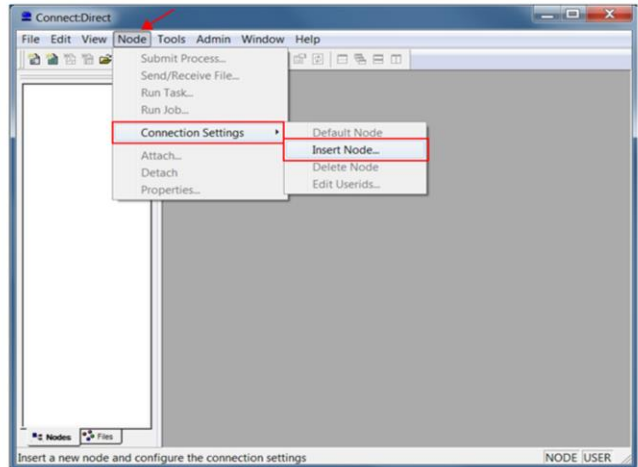 Connect:Direct
File Edit View Node Tools Admin Window Help
Submit Process...
Send/Receive File...
Run Task...
Run Job...
Connection Settings
Default Node
Insert Node...
Delete Node
Edit Userids...
Attach...
Detach
Properties...
Nodes Files
Insert a new node and configure the connection settings NODE USER